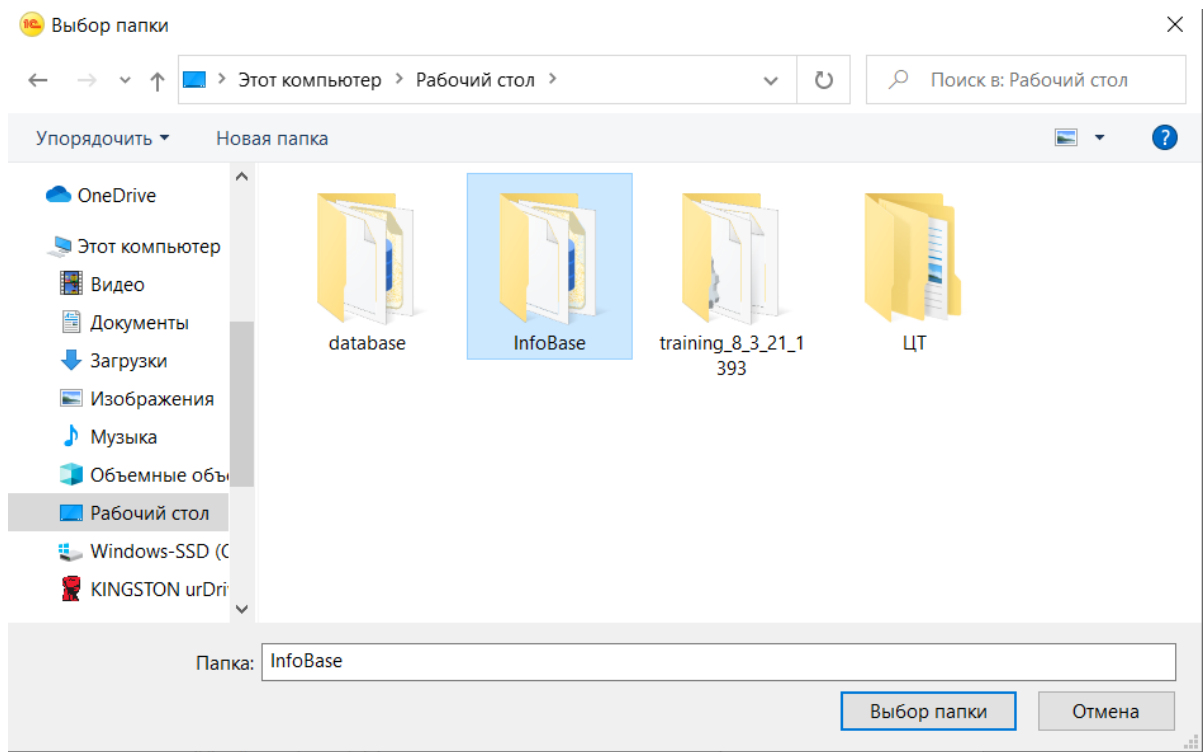 1С Выбор папки
Этот компьютер > Рабочий стол >
Поиск в: Рабочий стол
Упорядочить
Новая папка
?
OneDrive
Этот компьютер
Видео
Документы
Загрузки
Изображения
Музыка
Объемные объ
Рабочий стол
Windows-SSD (C
KINGSTON urDri
database
InfoBase
training_8_3_21_1
393
ЦТ
Папка: InfoBase
Выбор папки
Отмена